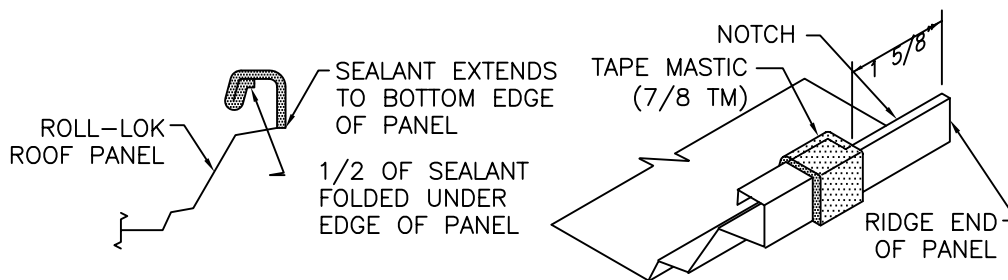 ROLL-LOK
ROOF PANEL
SEALANT EXTENDS
TO BOTTOM EDGE
OF PANEL
1/2 OF SEALANT
FOLDED UNDER
EDGE OF PANEL
NOTCH
1 5/8"
TAPE MASTIC
(7/8 TM)
RIDGE END
OF PANEL